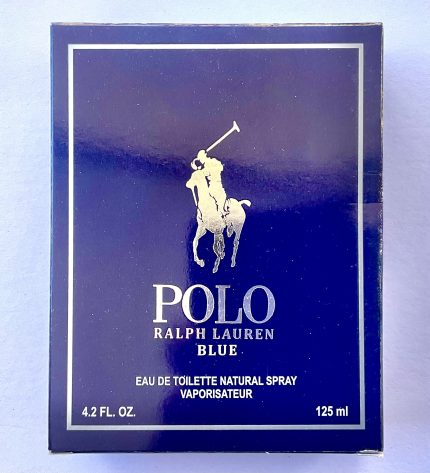 POLO
RALPH LAUREN
BLUE
EAU DE TOILETTE NATURAL SPRAY
VAPORISATEUR
4.2 FL. OZ. 125 ml